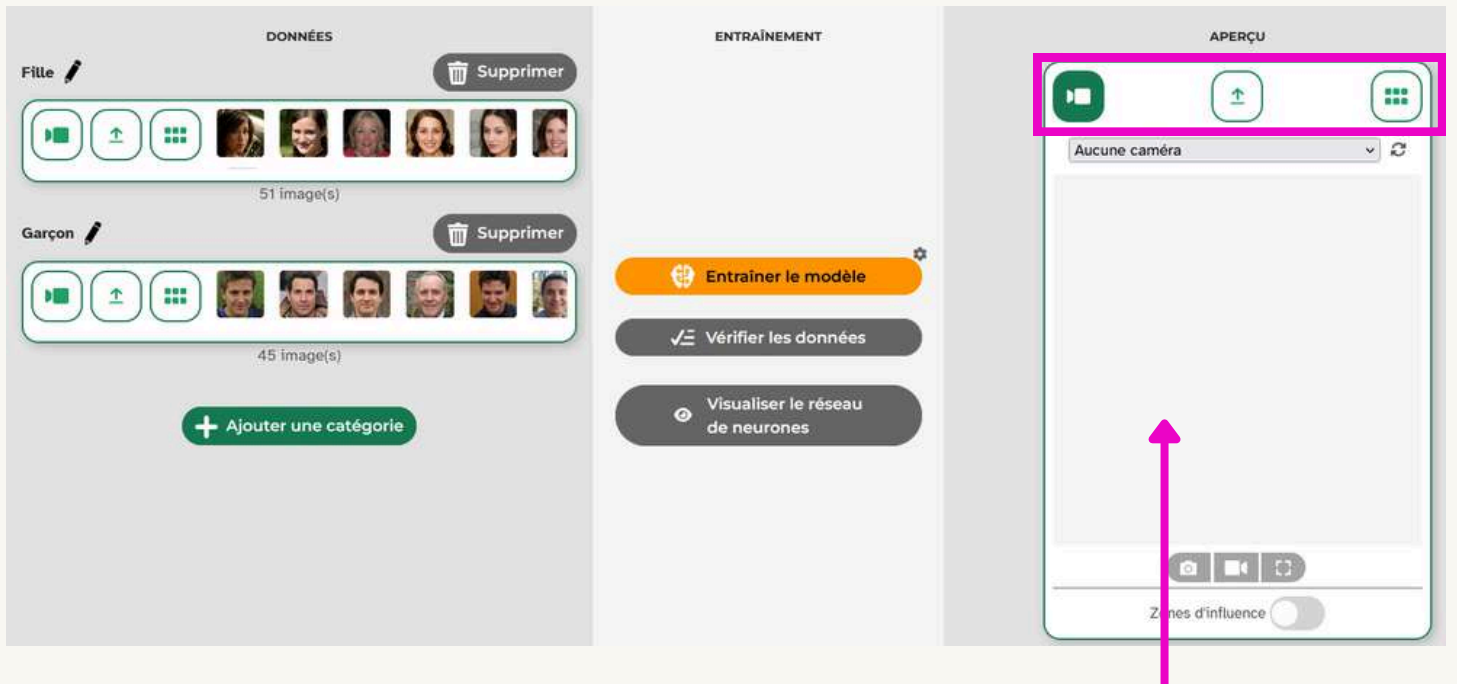 DONNÉES
Fille
Supprimer
51 image(s)
Garçon
Supprimer
45 image(s)
Ajouter une catégorie
ENTRAÎNEMENT
Entraîner le modèle
Vérifier les données
Visualiser le réseau
de neurones
APERÇU
Aucune caméra
Zones d'influence